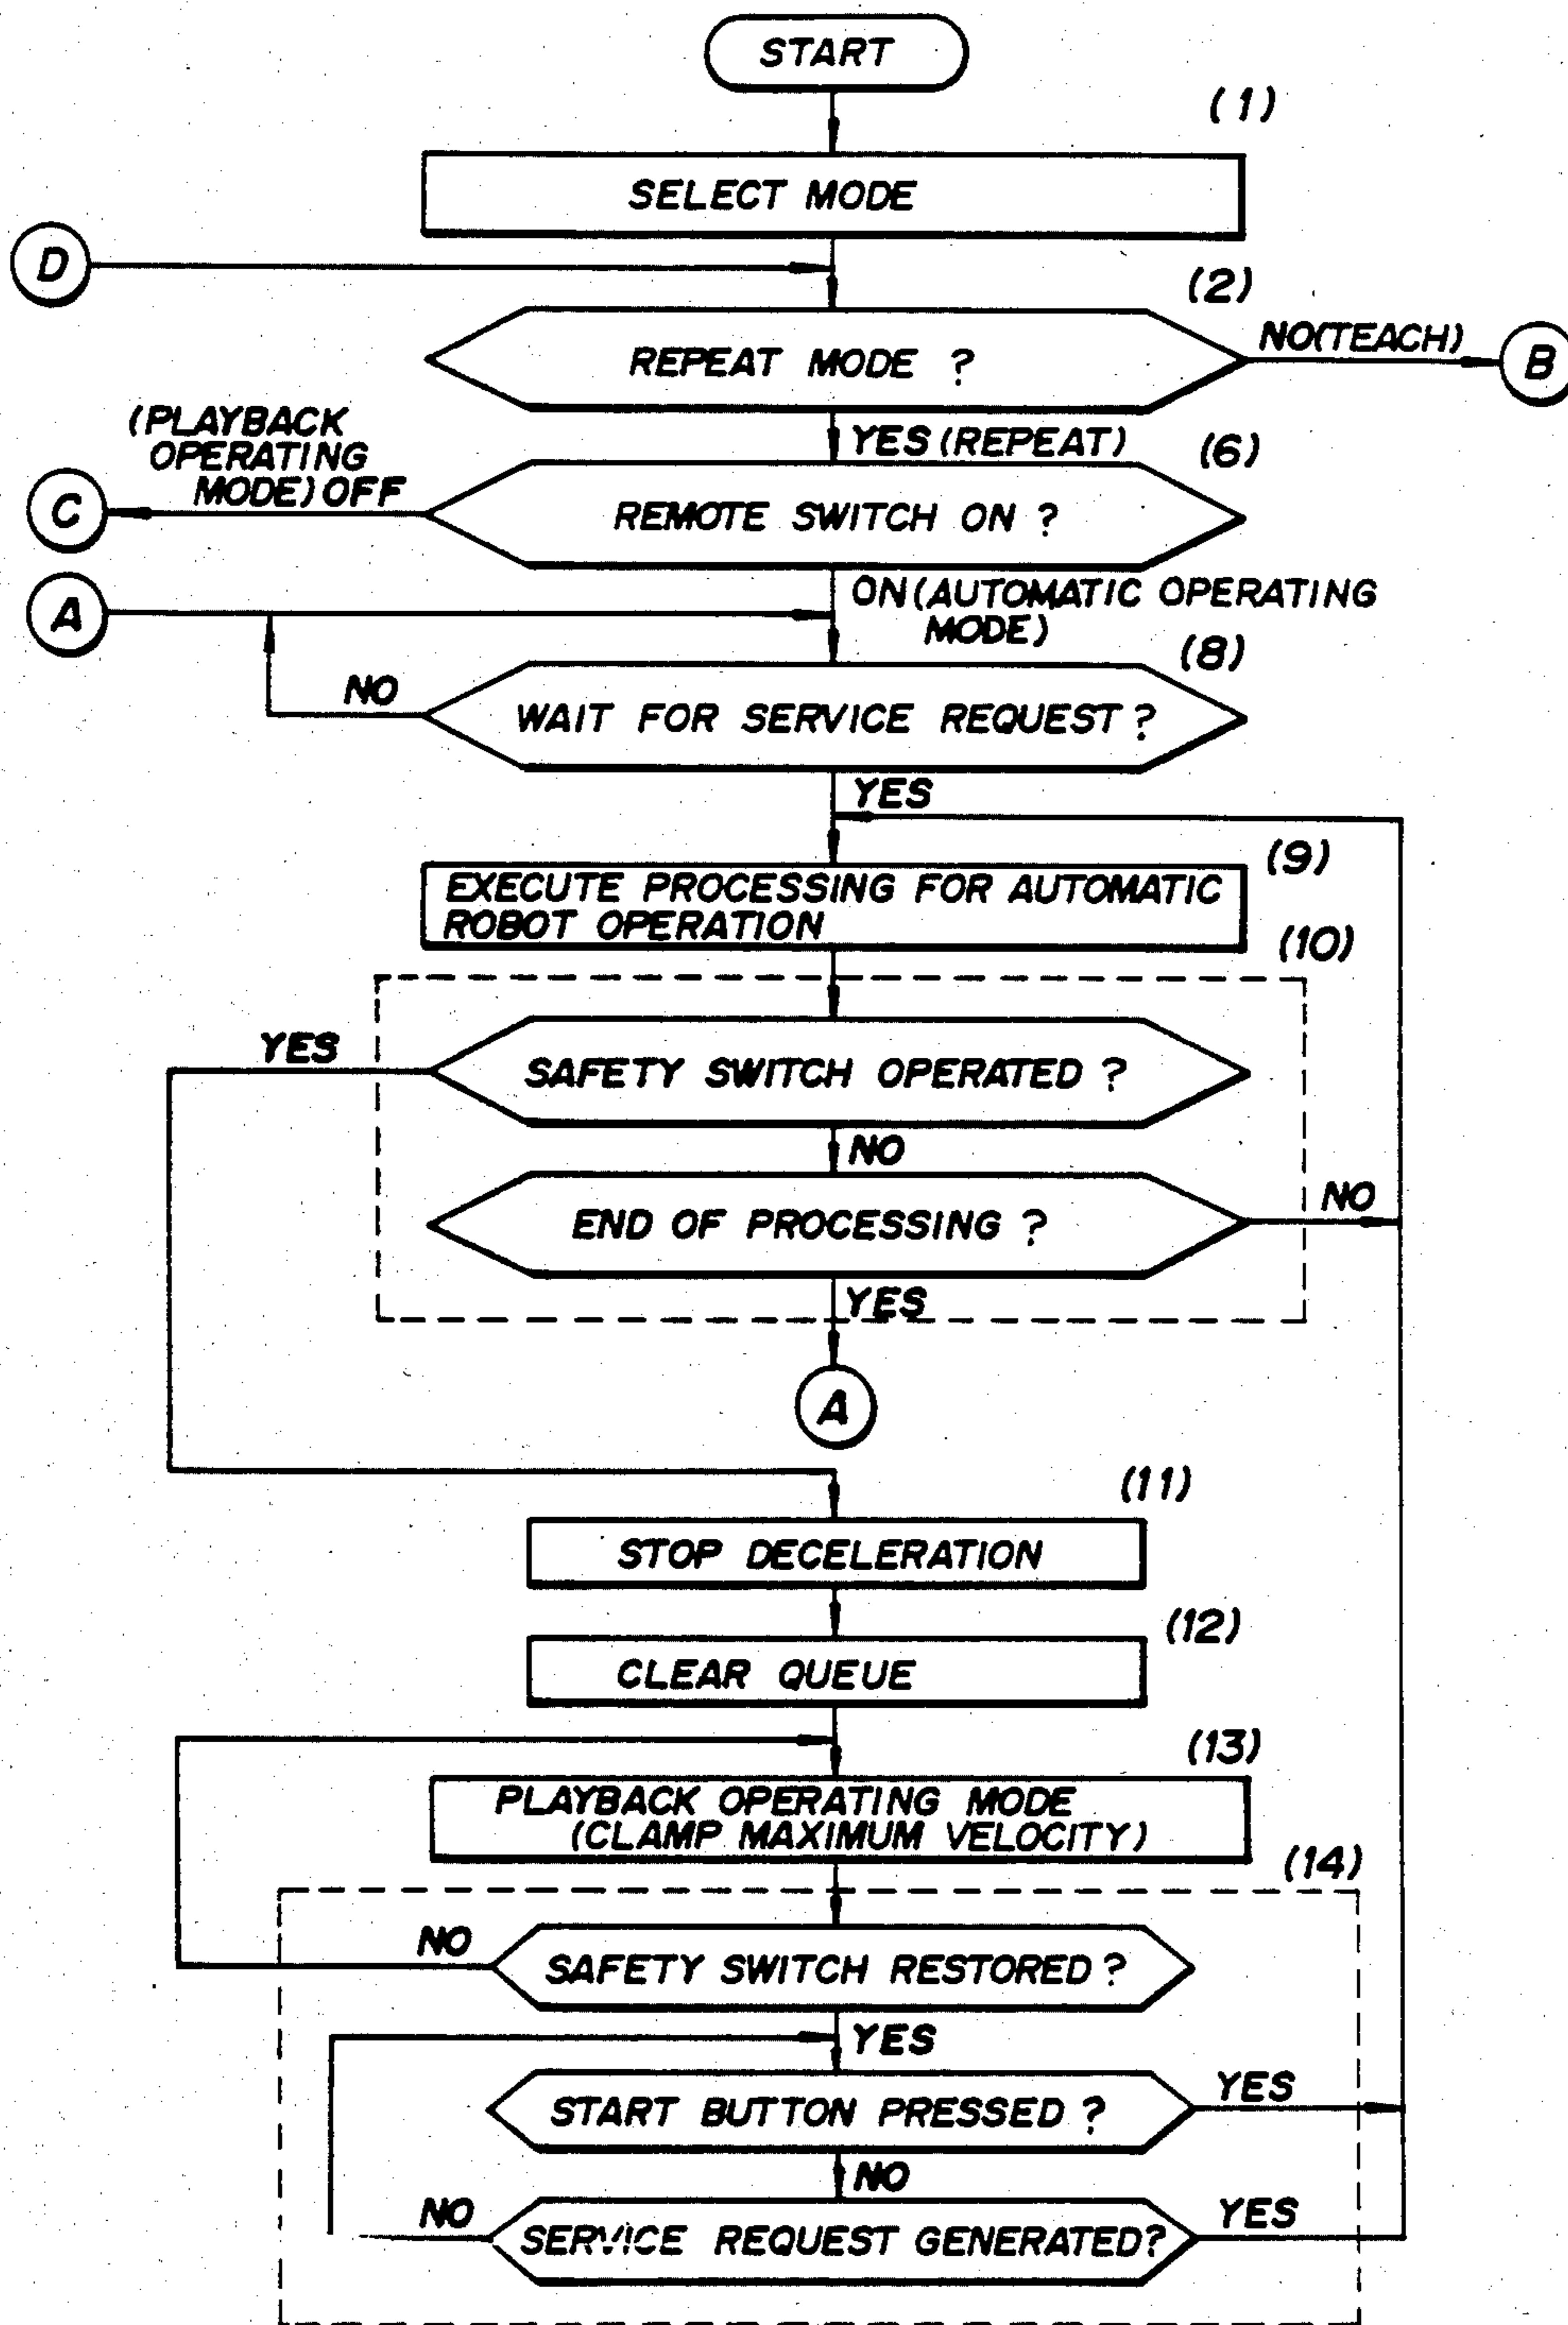 START
(1)
SELECT MODE
D
(2)
REPEAT MODE ?
NO(TEACH)
B
(PLAYBACK
OPERATING
MODE) OFF
YES (REPEAT)
(6)
C
REMOTE SWITCH ON ?
A
ON (AUTOMATIC OPERATING
MODE)
(8)
NO
WAIT FOR SERVICE REQUEST ?
YES
(9)
EXECUTE PROCESSING FOR AUTOMATIC
ROBOT OPERATION
(10)
YES
SAFETY SWITCH OPERATED ?
NO
END OF PROCESSING ?
NO
YES
A
(11)
STOP DECELERATION
(12)
CLEAR QUEUE
(13)
PLAYBACK OPERATING MODE
(CLAMP MAXIMUM VELOCITY)
(14)
NO
SAFETY SWITCH RESTORED ?
YES
START BUTTON PRESSED ?
YES
NO
NO
SERVICE REQUEST GENERATED?
YES